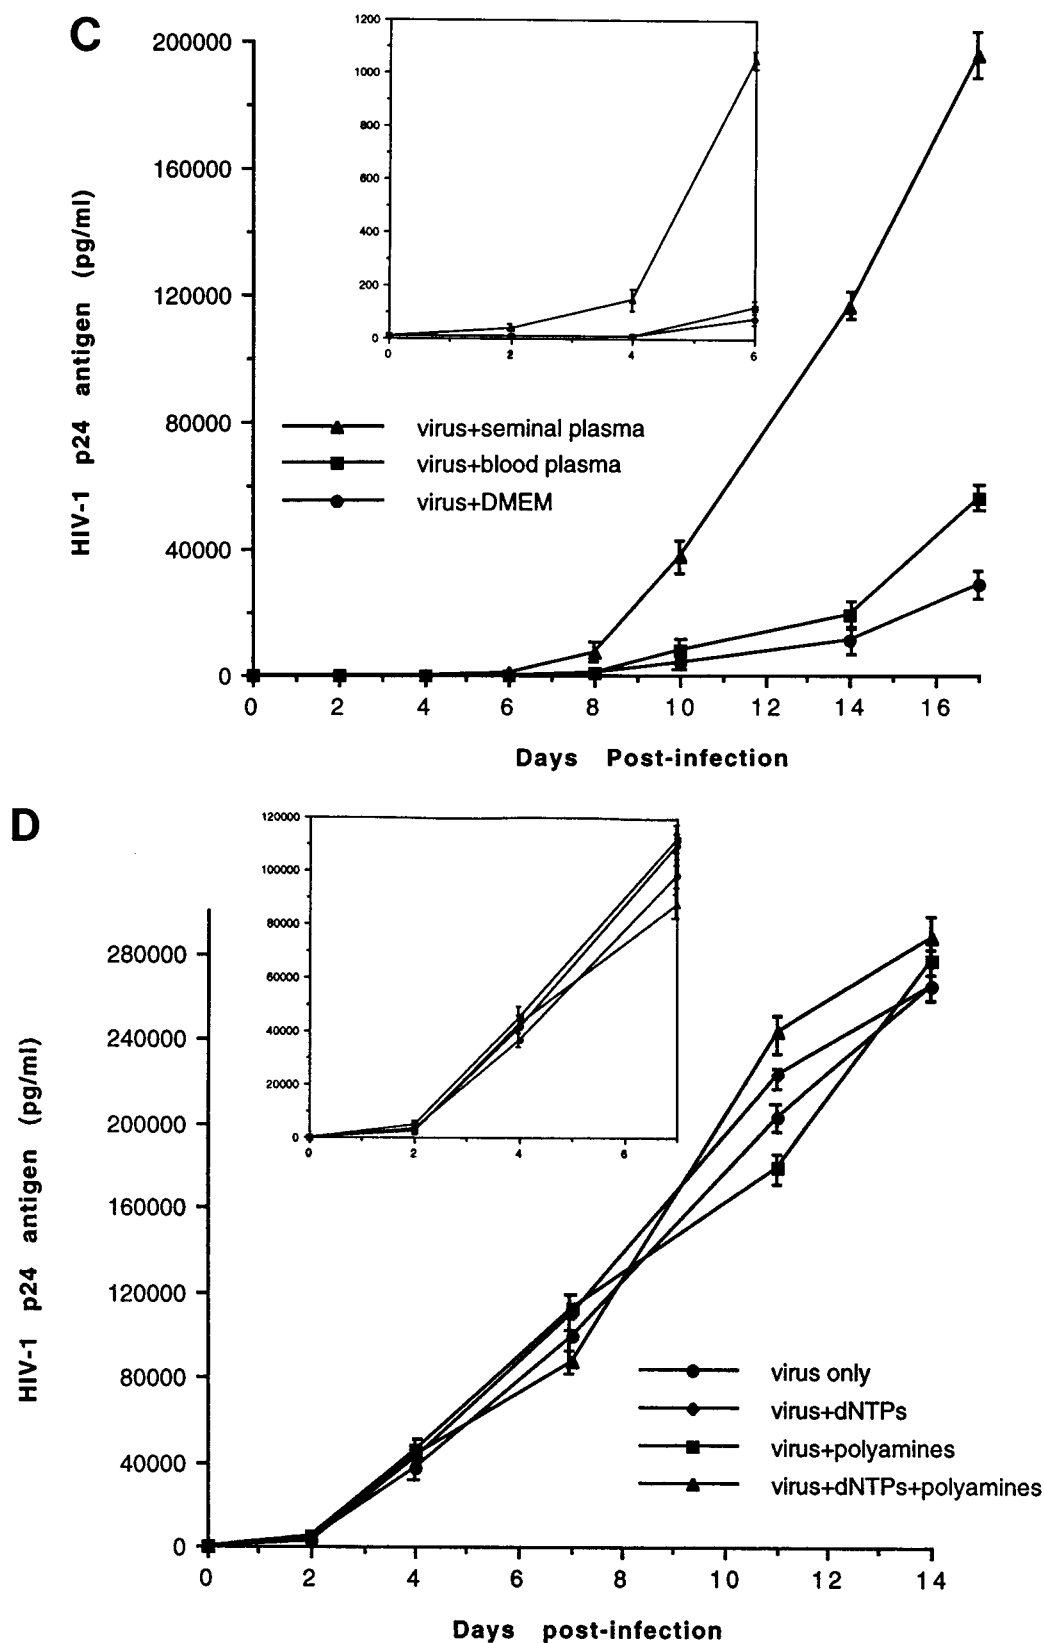 C
200000
160000
120000
80000
40000
0
HIV-1 p24 antigen (pg/ml)
1200
1000
800
600
400
200
0
0 2 4 6
virus+seminal plasma
virus+blood plasma
virus+DMEM
0 2 4 6 8 10 12 14 16
Days Post-infection
D
120000
100000
80000
60000
40000
20000
0
0 2 4 6
280000
240000
200000
160000
120000
80000
40000
0
HIV-1 p24 antigen (pg/ml)
virus only
virus+dNTPs
virus+polyamines
virus+dNTPs+polyamines
0 2 4 6 8 10 12 14
Days post-infection